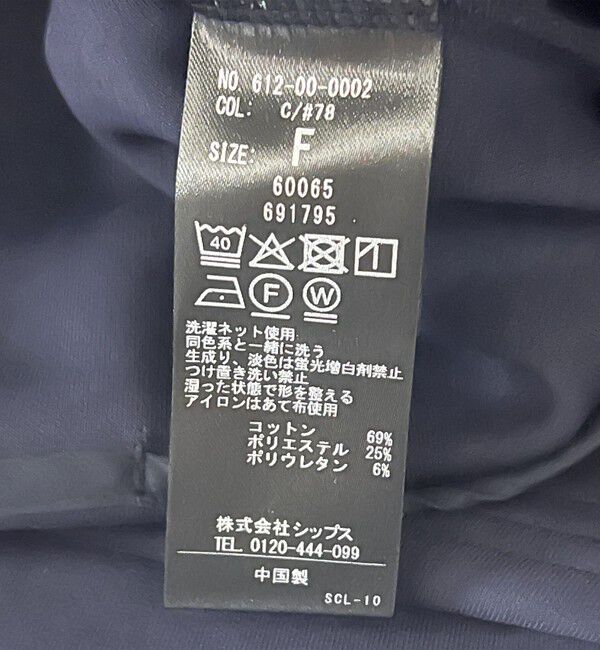 NO 612-00-0002
COL: C/#78
SIZE: F
60065
691795
40
F W
洗濯ネット使用
同色系と一緒に洗う
生成り、淡色は蛍光増白剤禁止
つけ置き洗い禁止
湿った状態で形を整える
アイロンはあて布使用
コットン 69%
ポリエステル 25%
ポリウレタン 6%
株式会社シップス
TEL 0120-444-099
中国製
SCL-10